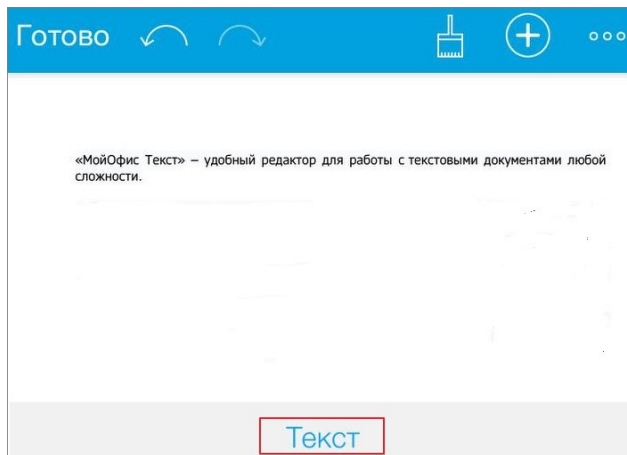 Готово
«МойОфис Текст» – удобный редактор для работы с текстовыми документами любой
сложности.
Текст